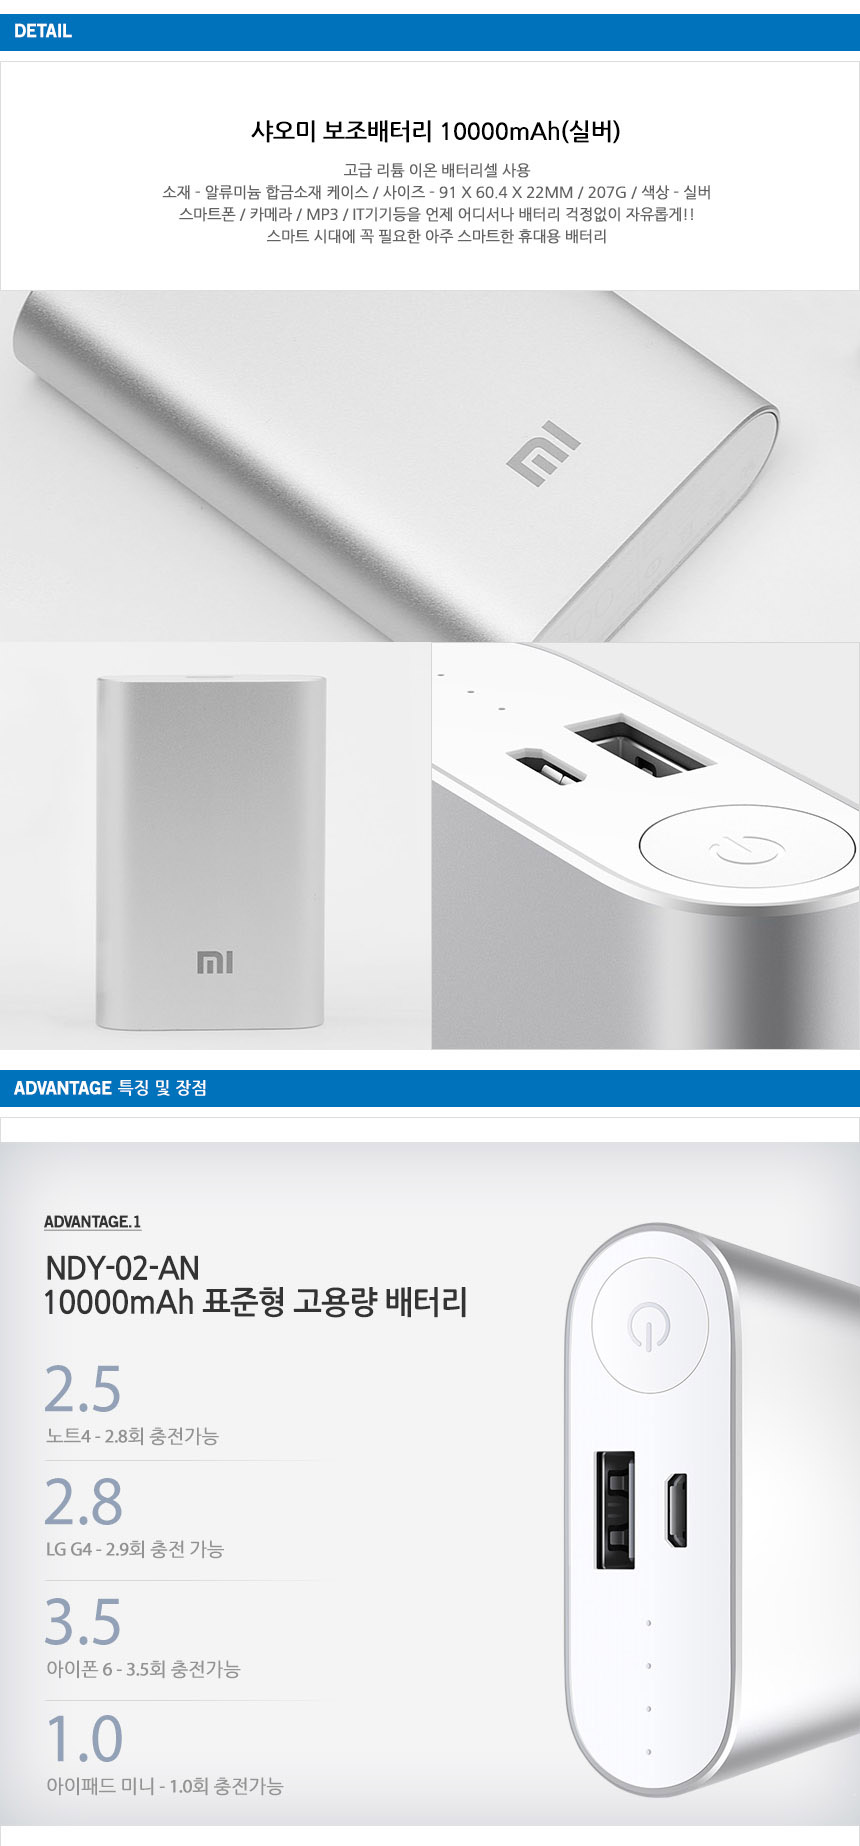 DETAIL
샤오미 보조배터리 10000mAh(실버)
고급 리튬 이온 배터리셀 사용
소재 - 알류미늄 합금소재 케이스 / 사이즈 - 91 X 60.4 X 22MM / 207G / 색상 - 실버
스마트폰 / 카메라 / MP3 / IT기기등을 언제 어디서나 배터리 걱정없이 자유롭게!!
스마트 시대에 꼭 필요한 아주 스마트한 휴대용 배터리
MI
MI
ADVANTAGE 특징 및 장점
ADVANTAGE.1
NDY-02-AN
10000mAh 표준형 고용량 배터리
2.5
노트4 - 2.8회 충전가능
2.8
LG G4 - 2.9회 충전 가능
3.5
아이폰 6 - 3.5회 충전가능
1.0
아이패드 미니 - 1.0회 충전가능